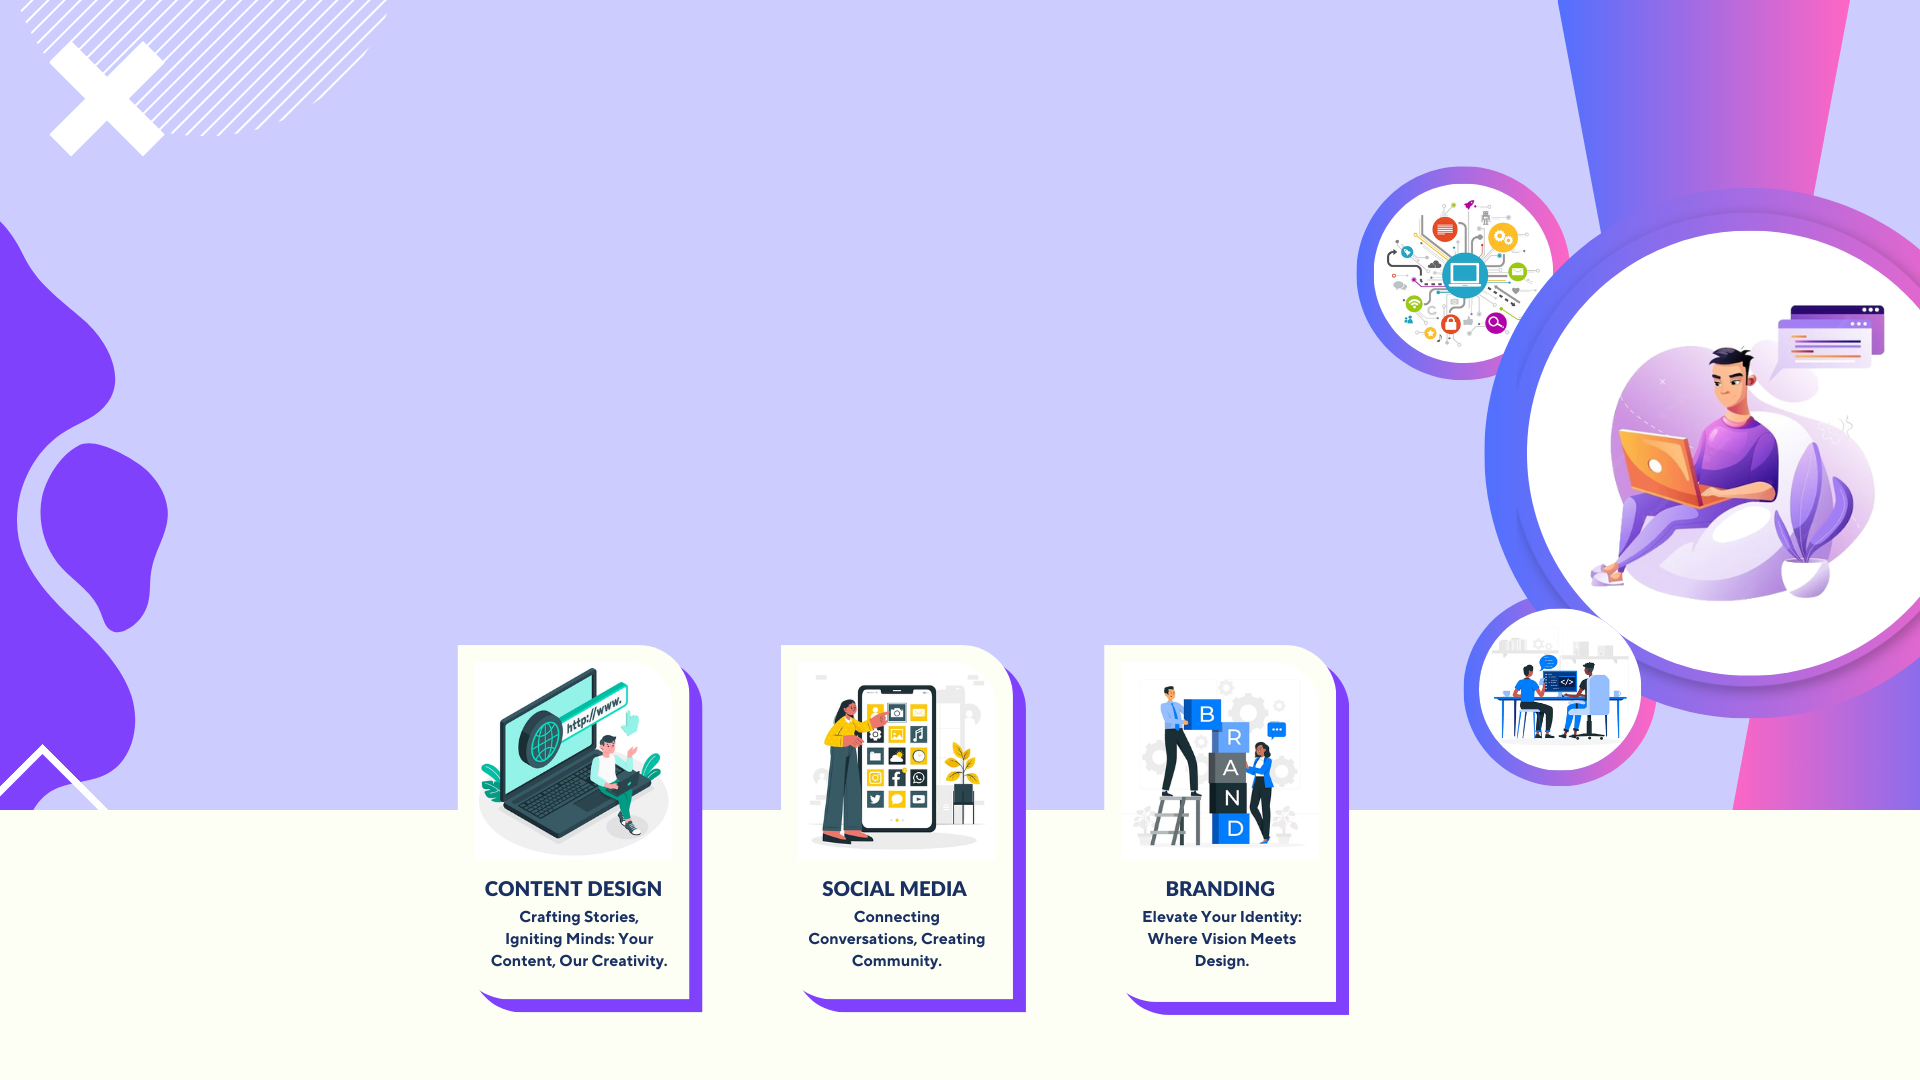 http://www.
B
R
A
N
D
</>
CONTENT DESIGN
Crafting Stories,
Igniting Minds: Your
Content, Our Creativity.
SOCIAL MEDIA
Connecting
Conversations, Creating
Community.
BRANDING
Elevate Your Identity:
Where Vision Meets
Design.